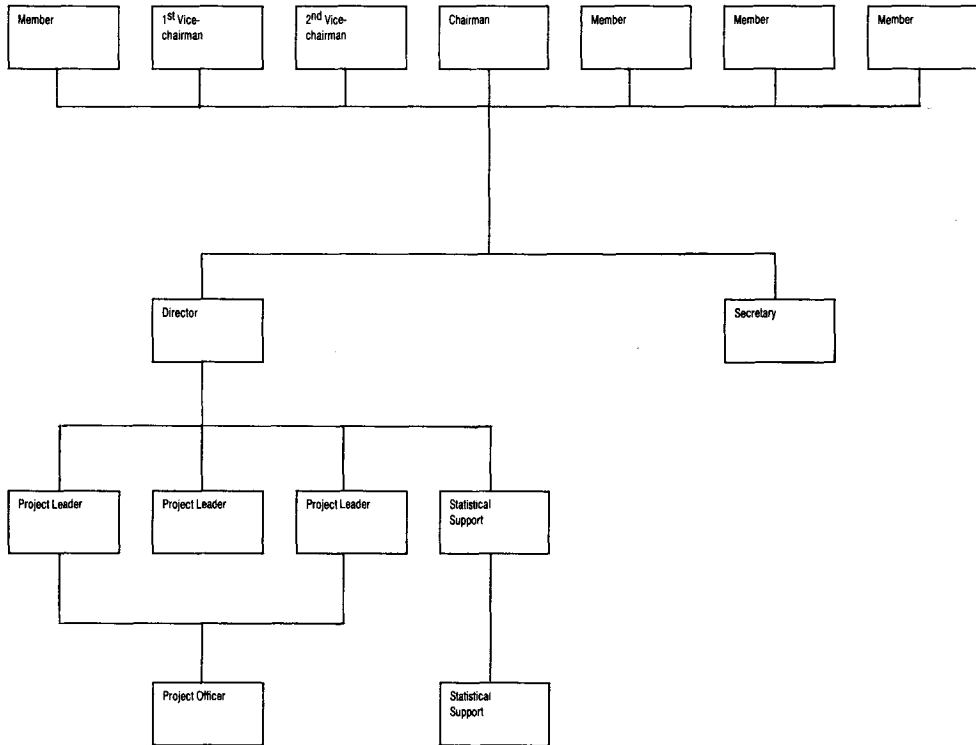 Member
1st Vice-
chairman
2nd Vice-
chairman
Chairman
Member
Member
Member
Director
Secretary
Project Leader
Project Leader
Project Leader
Statistical
Support
Project Officer
Statistical
Support